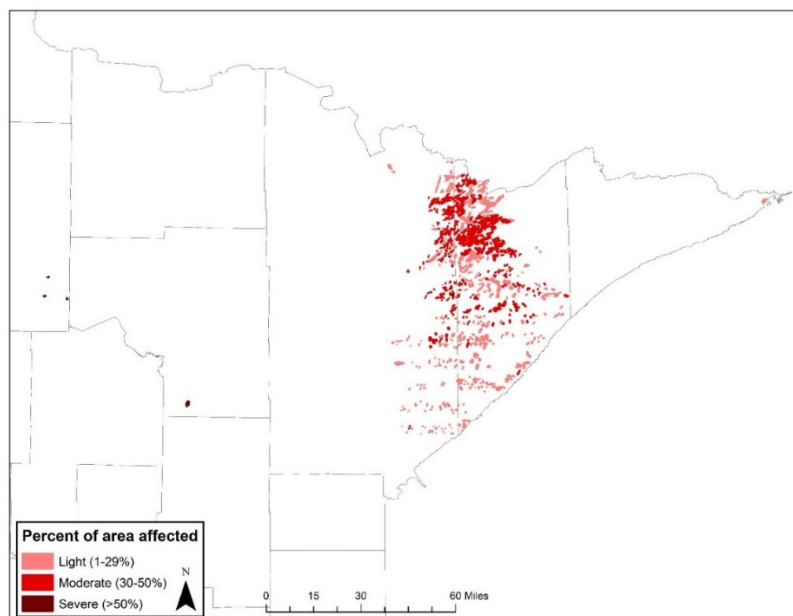 Percent of area affected
Light (1-29%)
Moderate (30-50%)
Severe (>50%)
N
0 15 30 60 Miles